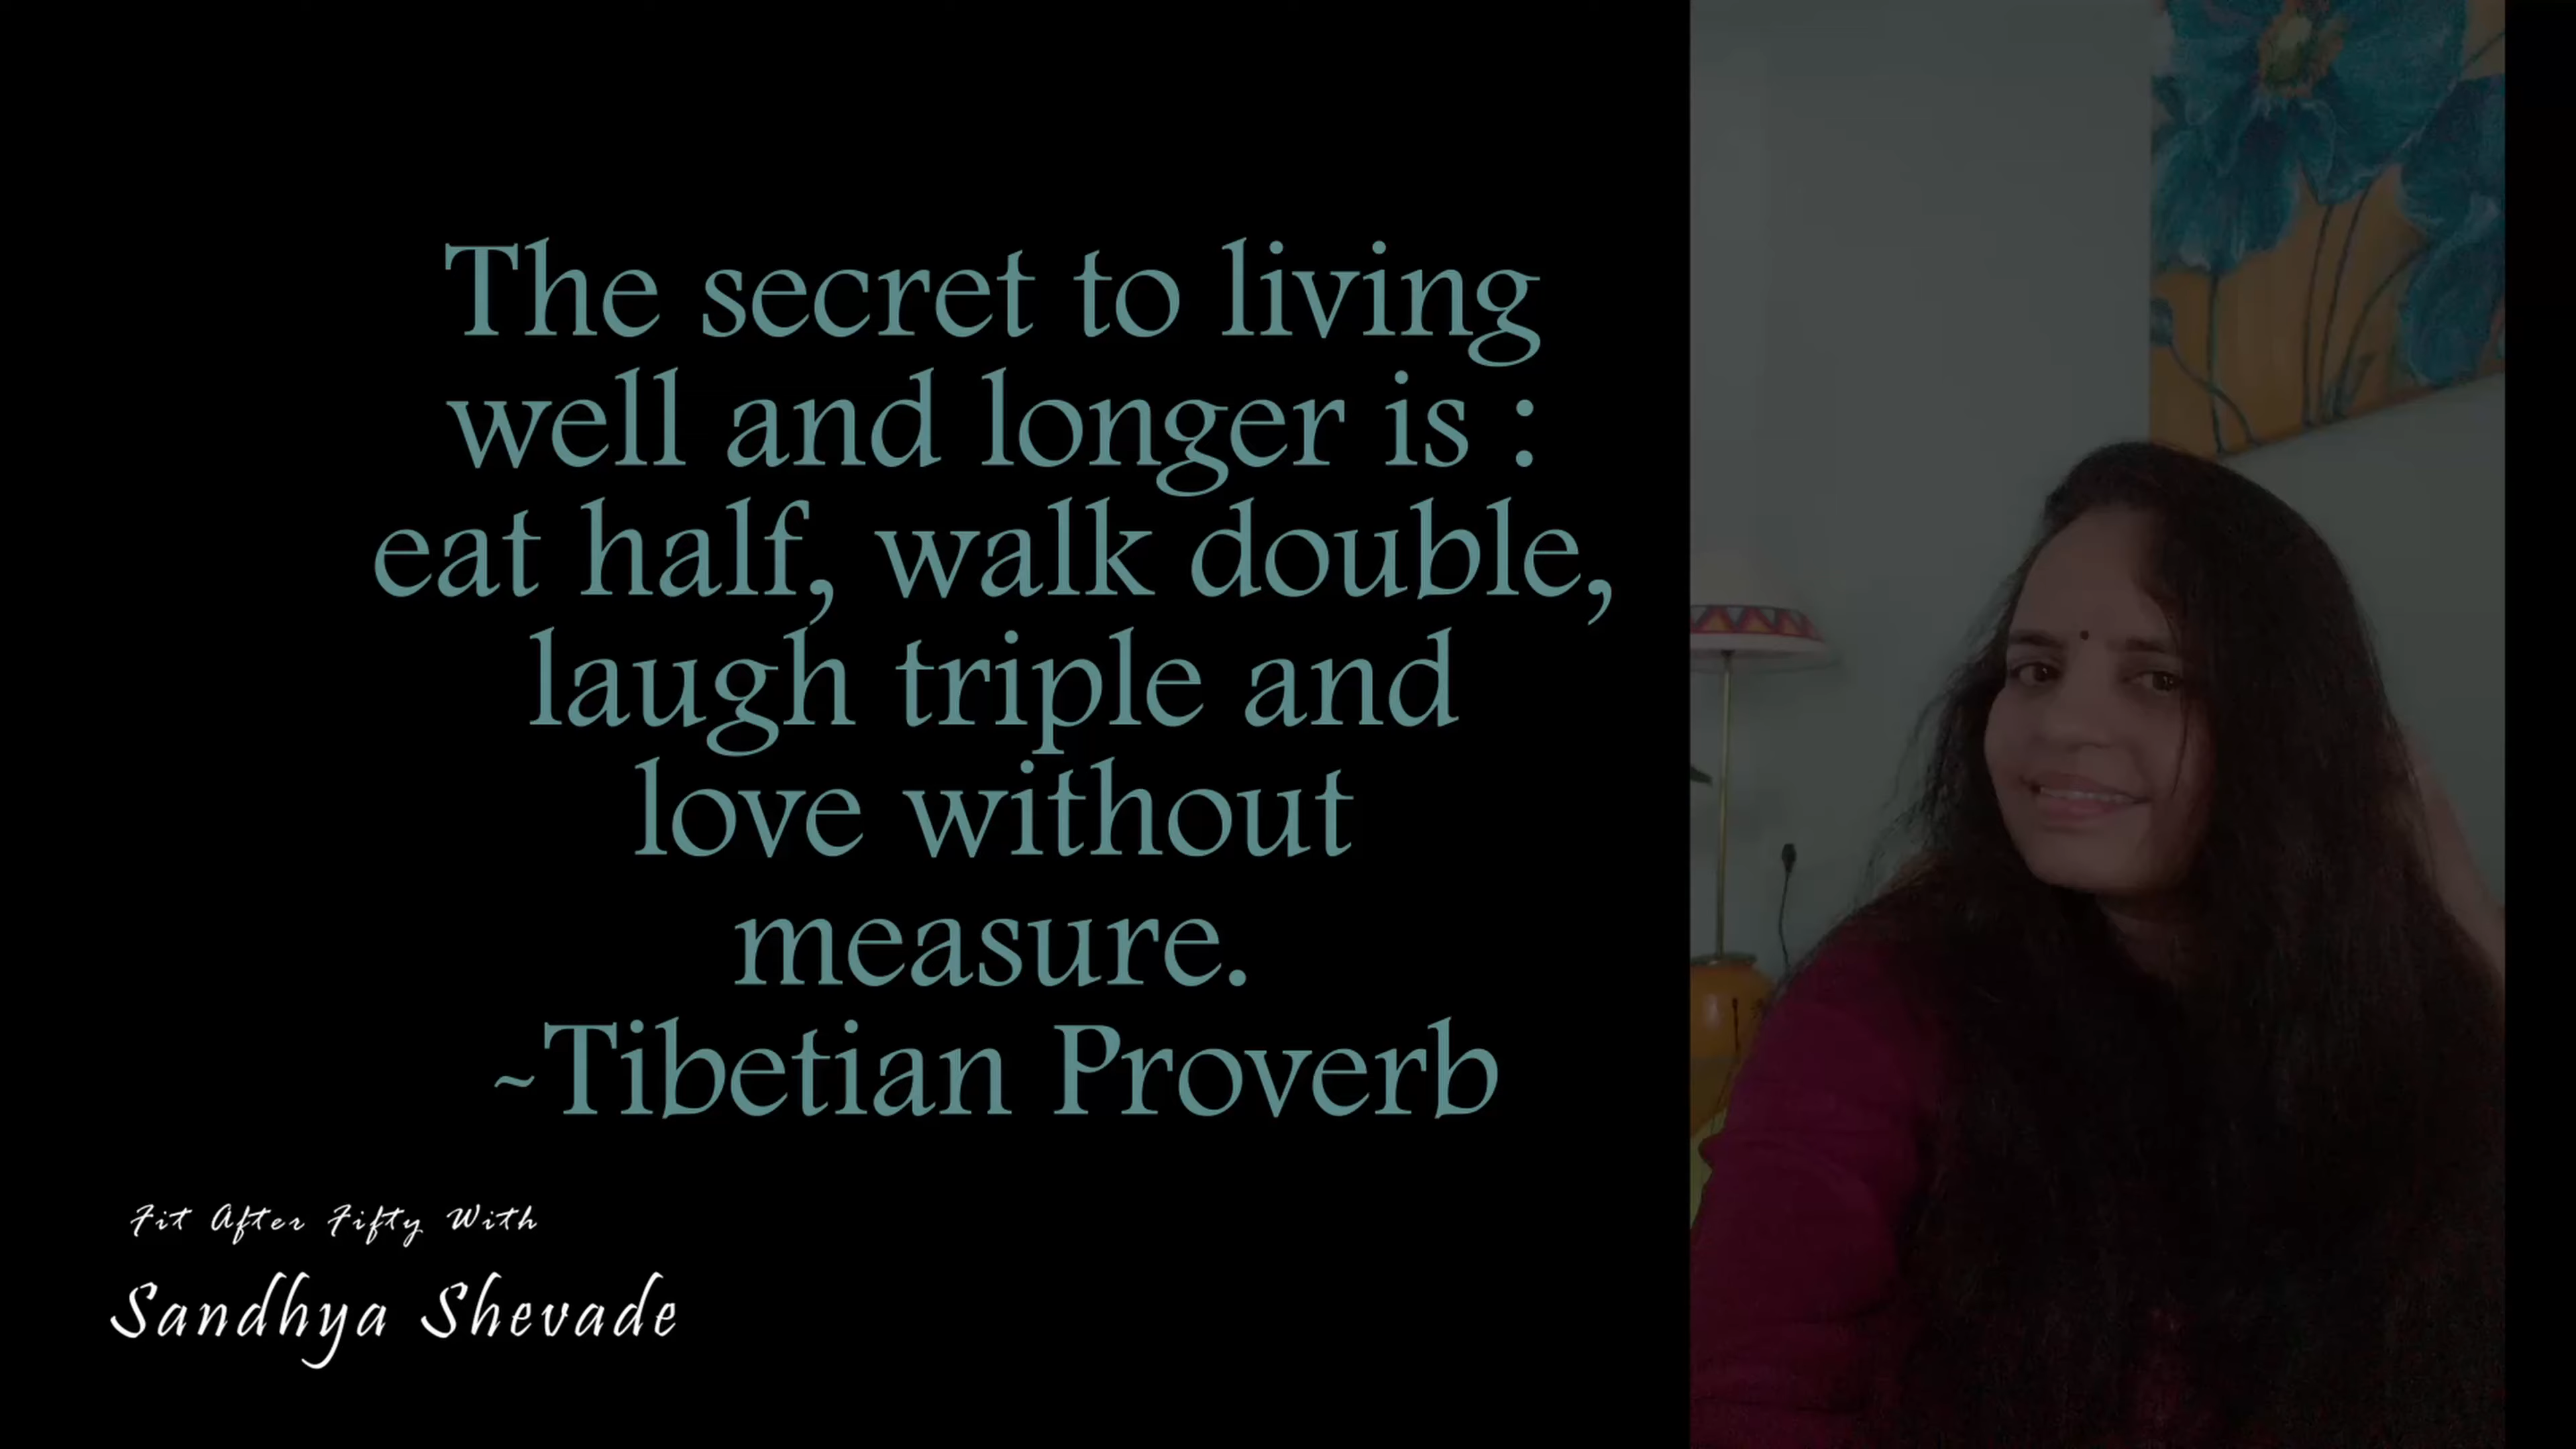 The secret to living
well and longer is :
eat half, walk double,
laugh triple and
love without
measure.
~Tibetian Proverb
Fit After Fifty With
Sandhya Shevade